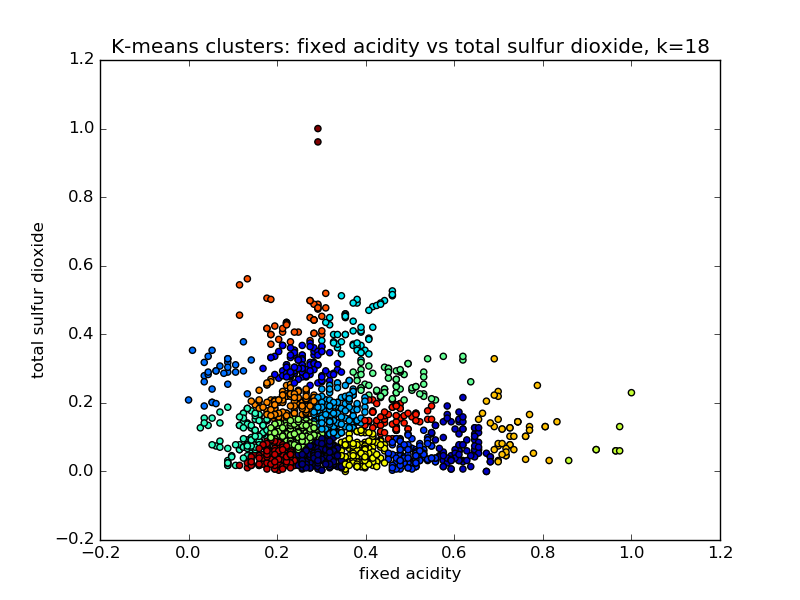 K-means clusters: fixed acidity vs total sulfur dioxide, k=18
1.2
1.0
0.8
0.6
0.4
0.2
0.0
−0.2
total sulfur dioxide
−0.2 0.0 0.2 0.4 0.6 0.8 1.0 1.2
fixed acidity